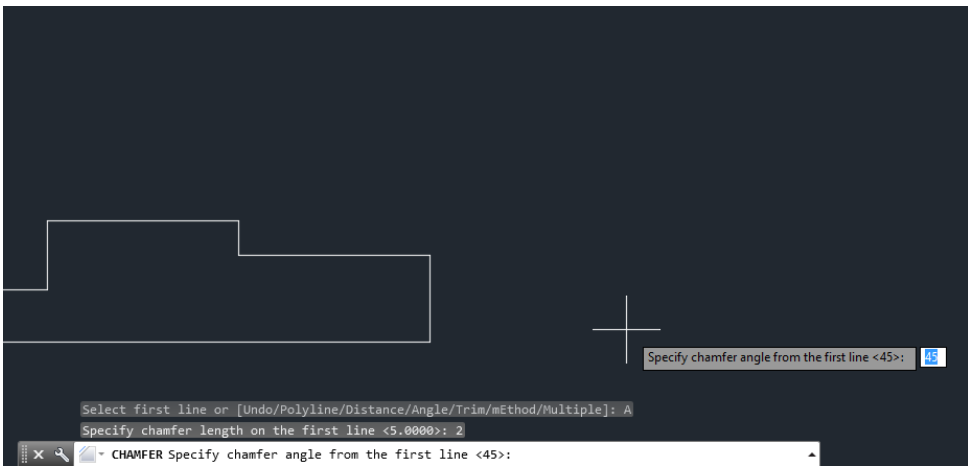 Specify chamfer angle from the first line <45>: 45
Select first line or [Undo/Polyline/Distance/Angle/Trim/mEthod/Multiple]: A
Specify chamfer length on the first line <5.0000>: 2
CHAMFER Specify chamfer angle from the first line <45>: